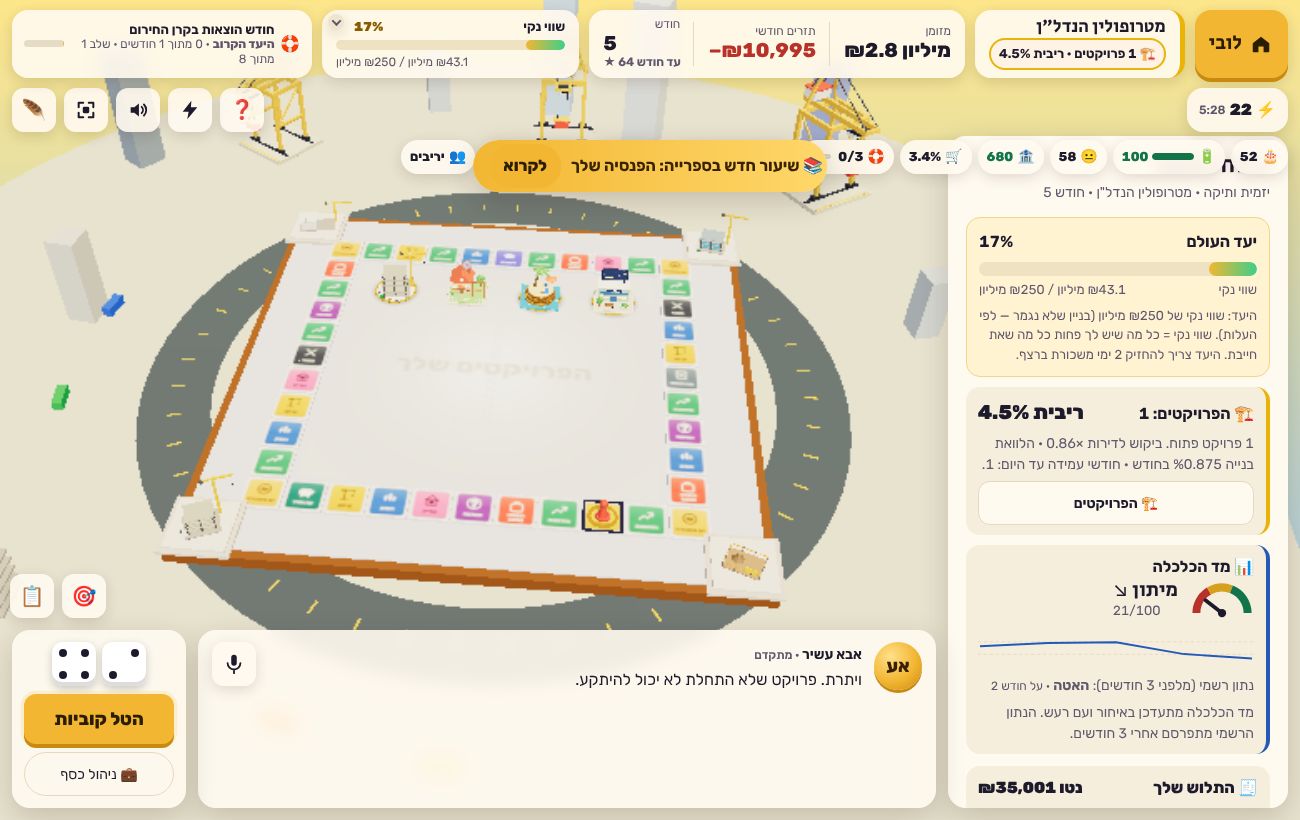 לובי
מטרופולין הנדל״ן
🏗️ 1 פרויקטים · ריבית 4.5%
מזומן
₪2.8 מיליון
תזרים חודשי
−₪10,995
חודש
5
עד חודש 64 ★
שווי נקי
17%
₪43.1 מיליון / ₪250 מיליון
חודש הוצאות בקרן החירום
היעד הקרוב · 0 מתוך 1 חודשים · שלב 1
מתוך 8
⚡ 22 5:28
🎂 52
🔋 100
😐 58
🏦 680
🛒 3.4%
🛟 0/3
📚 שיעור חדש בספרייה: הפנסיה שלך
לקרוא
👥 יריבים
יזמית ותיקה · מטרופולין הנדל"ן · חודש 5
יעד העולם
17%
שווי נקי
₪43.1 מיליון / ₪250 מיליון
היעד: שווי נקי של ₪250 מיליון (בניין שלא נגמר — לפי
העלות). שווי נקי = כל מה שיש לך פחות כל מה שאת
חייבת. היעד צריך להחזיק 2 ימי משכורת ברצף.
🏗️ הפרויקטים: 1
ריבית 4.5%
1 פרויקט פתוח. ביקוש לדירות ×0.86 · הלוואת
בנייה 0.875% בחודש · חודשי עמידה עד היום: 1.
🏗️ הפרויקטים
📊 מד הכלכלה
מיתון ↘
21/100
נתון רשמי (מלפני 3 חודשים): האטה · על חודש 2
מד הכלכלה מתעדכן באיחור ועם רעש. הנתון
הרשמי מתפרסם אחרי 3 חודשים.
🧾 התלוש שלך
נטו ₪35,001
הפרויקטים שלך
אע
אבא עשיר · מתקדם
ויתרת. פרויקט שלא התחלת לא יכול להיתקע.
הטל קוביות
💼 ניהול כסף